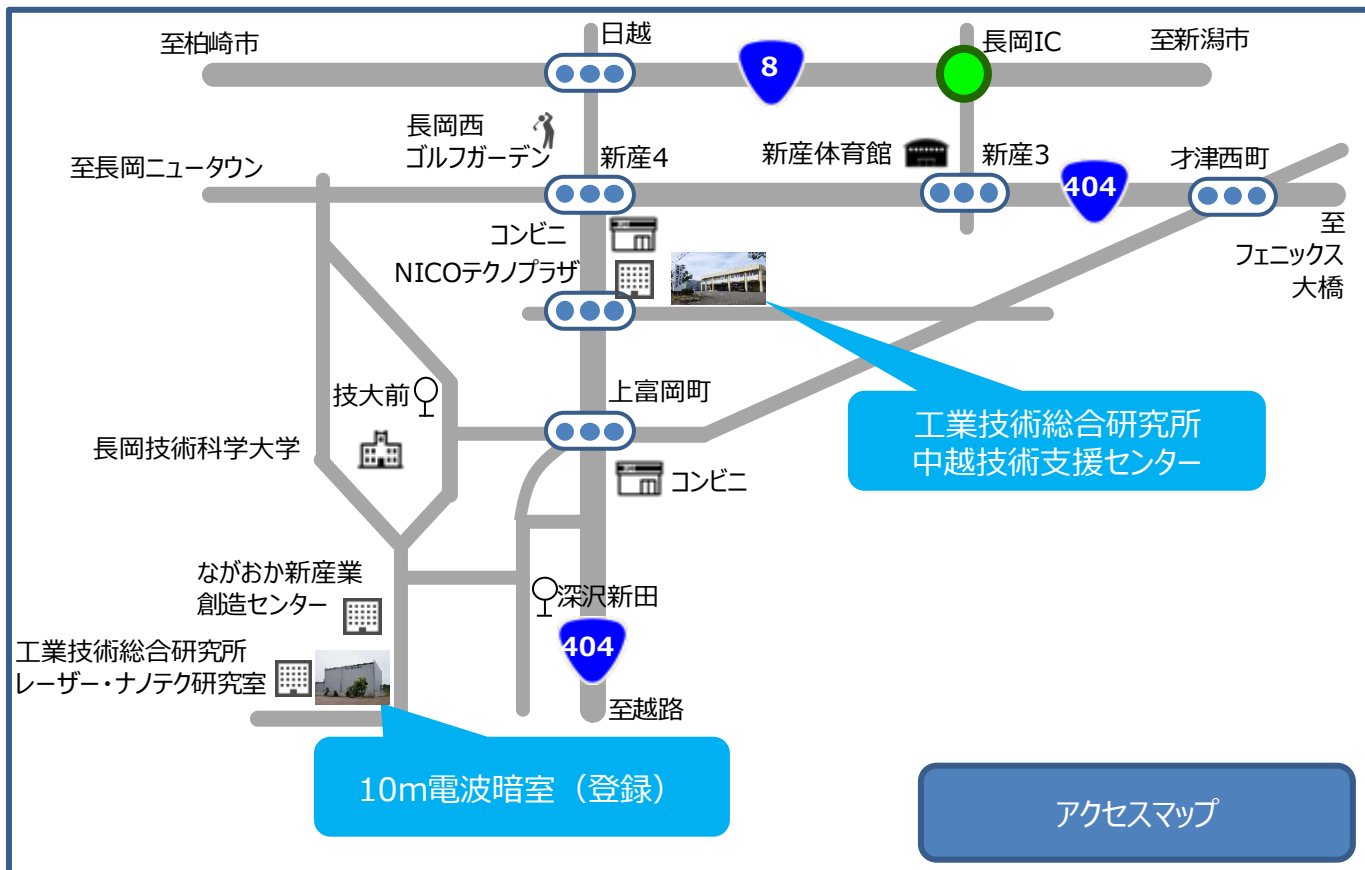 日越
長岡IC
至柏崎市
至新潟市
8
長岡西
ゴルフガーデン
新産4
新産体育館
新産3
才津西町
至長岡ニュータウン
404
至
フェニックス
大橋
コンビニ
NICOテクノプラザ
技大前
上富岡町
工業技術総合研究所
中越技術支援センター
長岡技術科学大学
コンビニ
ながおか新産業
創造センター
深沢新田
404
工業技術総合研究所
レーザー・ナノテク研究室
至越路
10m電波暗室（登録）
アクセスマップ